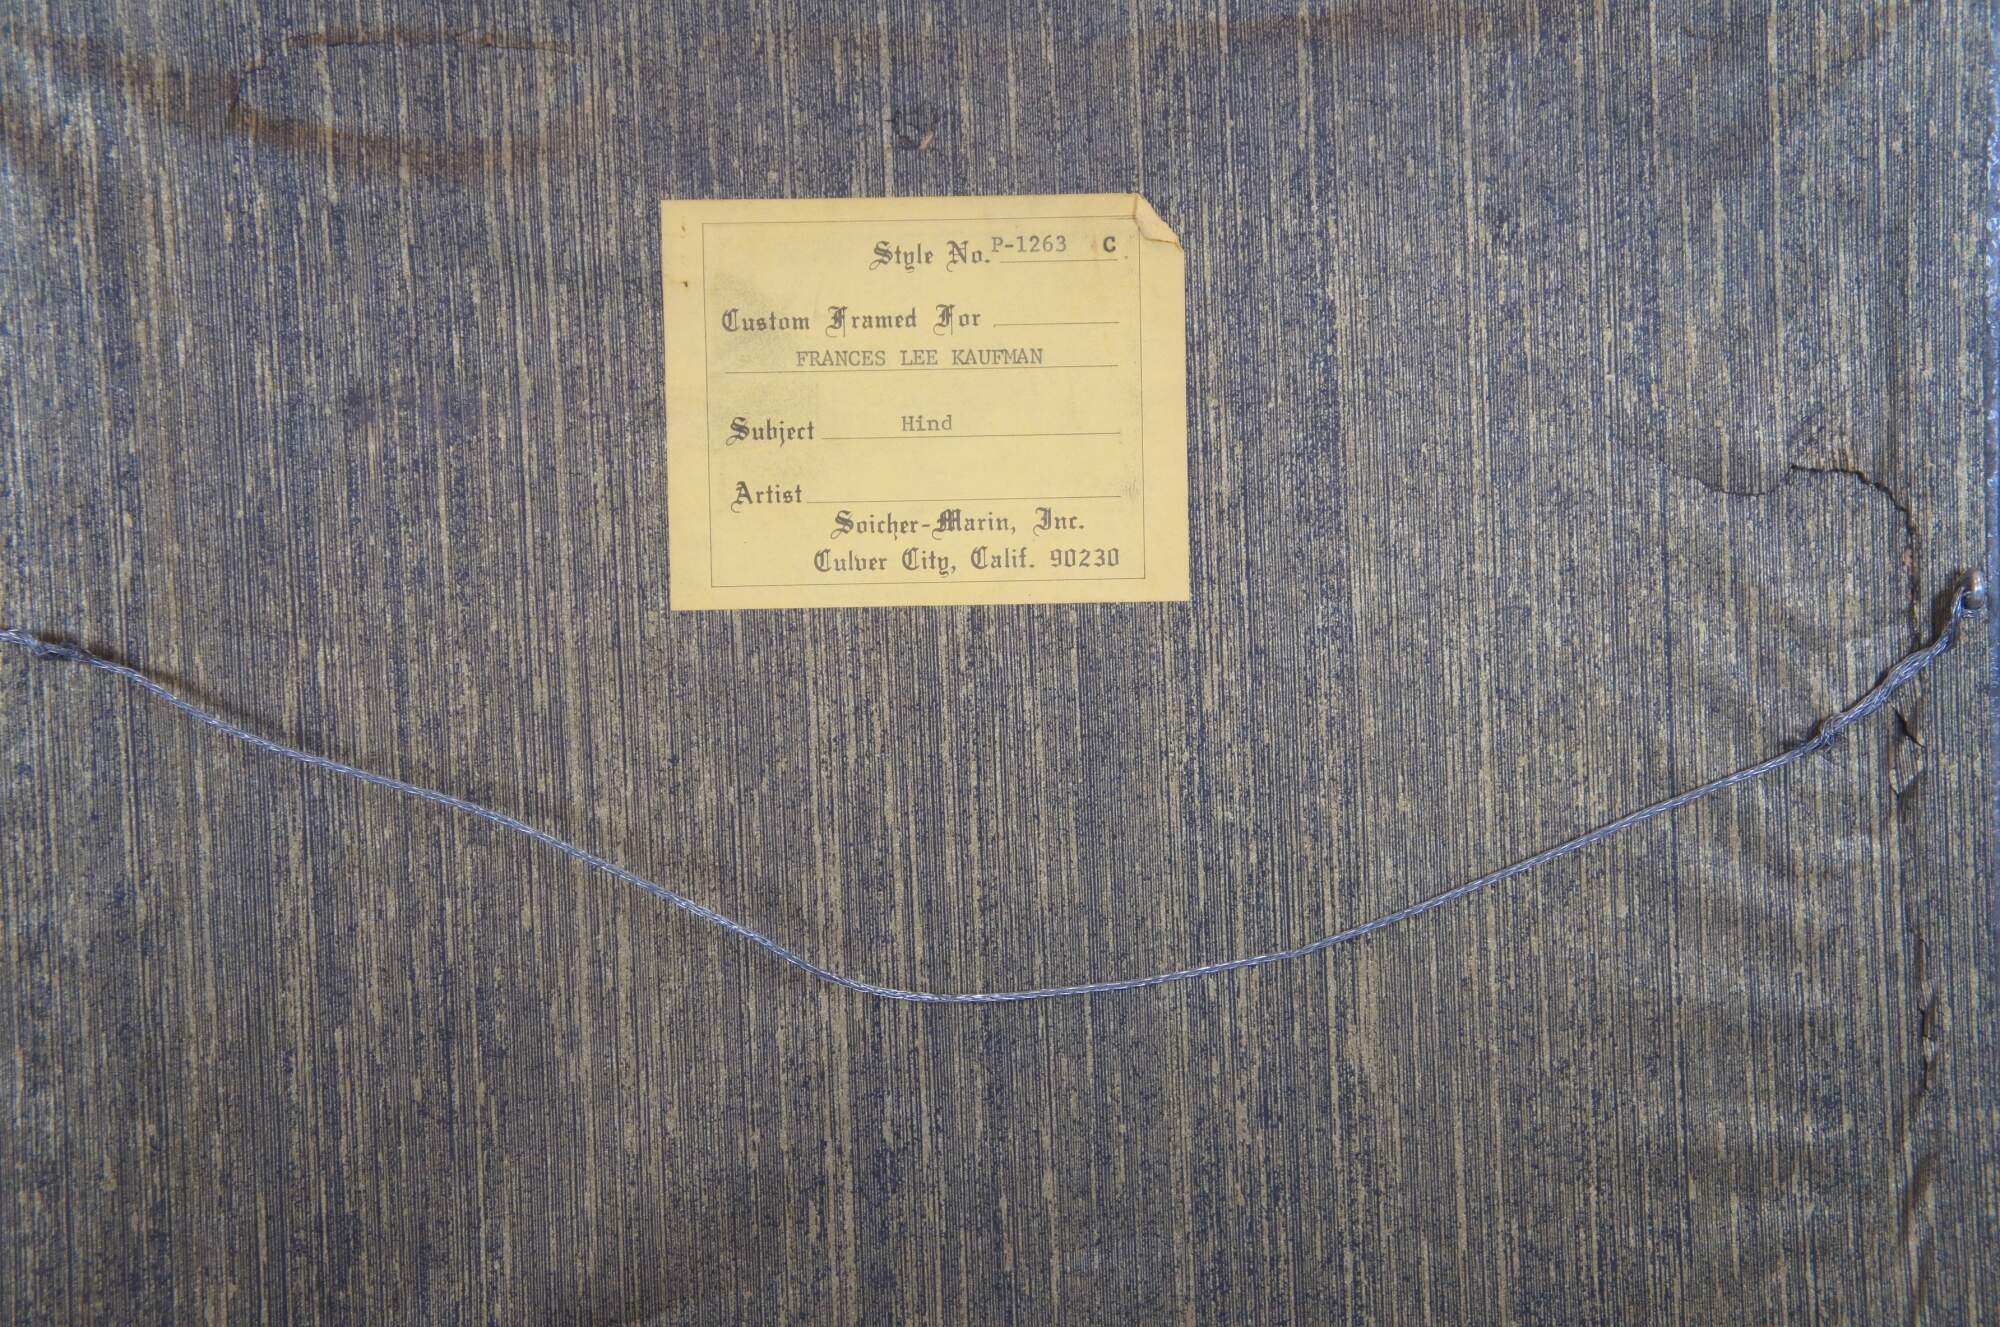 Style No. P-1263 C
Custom Framed For
FRANCES LEE KAUFMAN
Subject Hind
Artist
Soicher-Marin, Inc.
Culver City, Calif. 90230